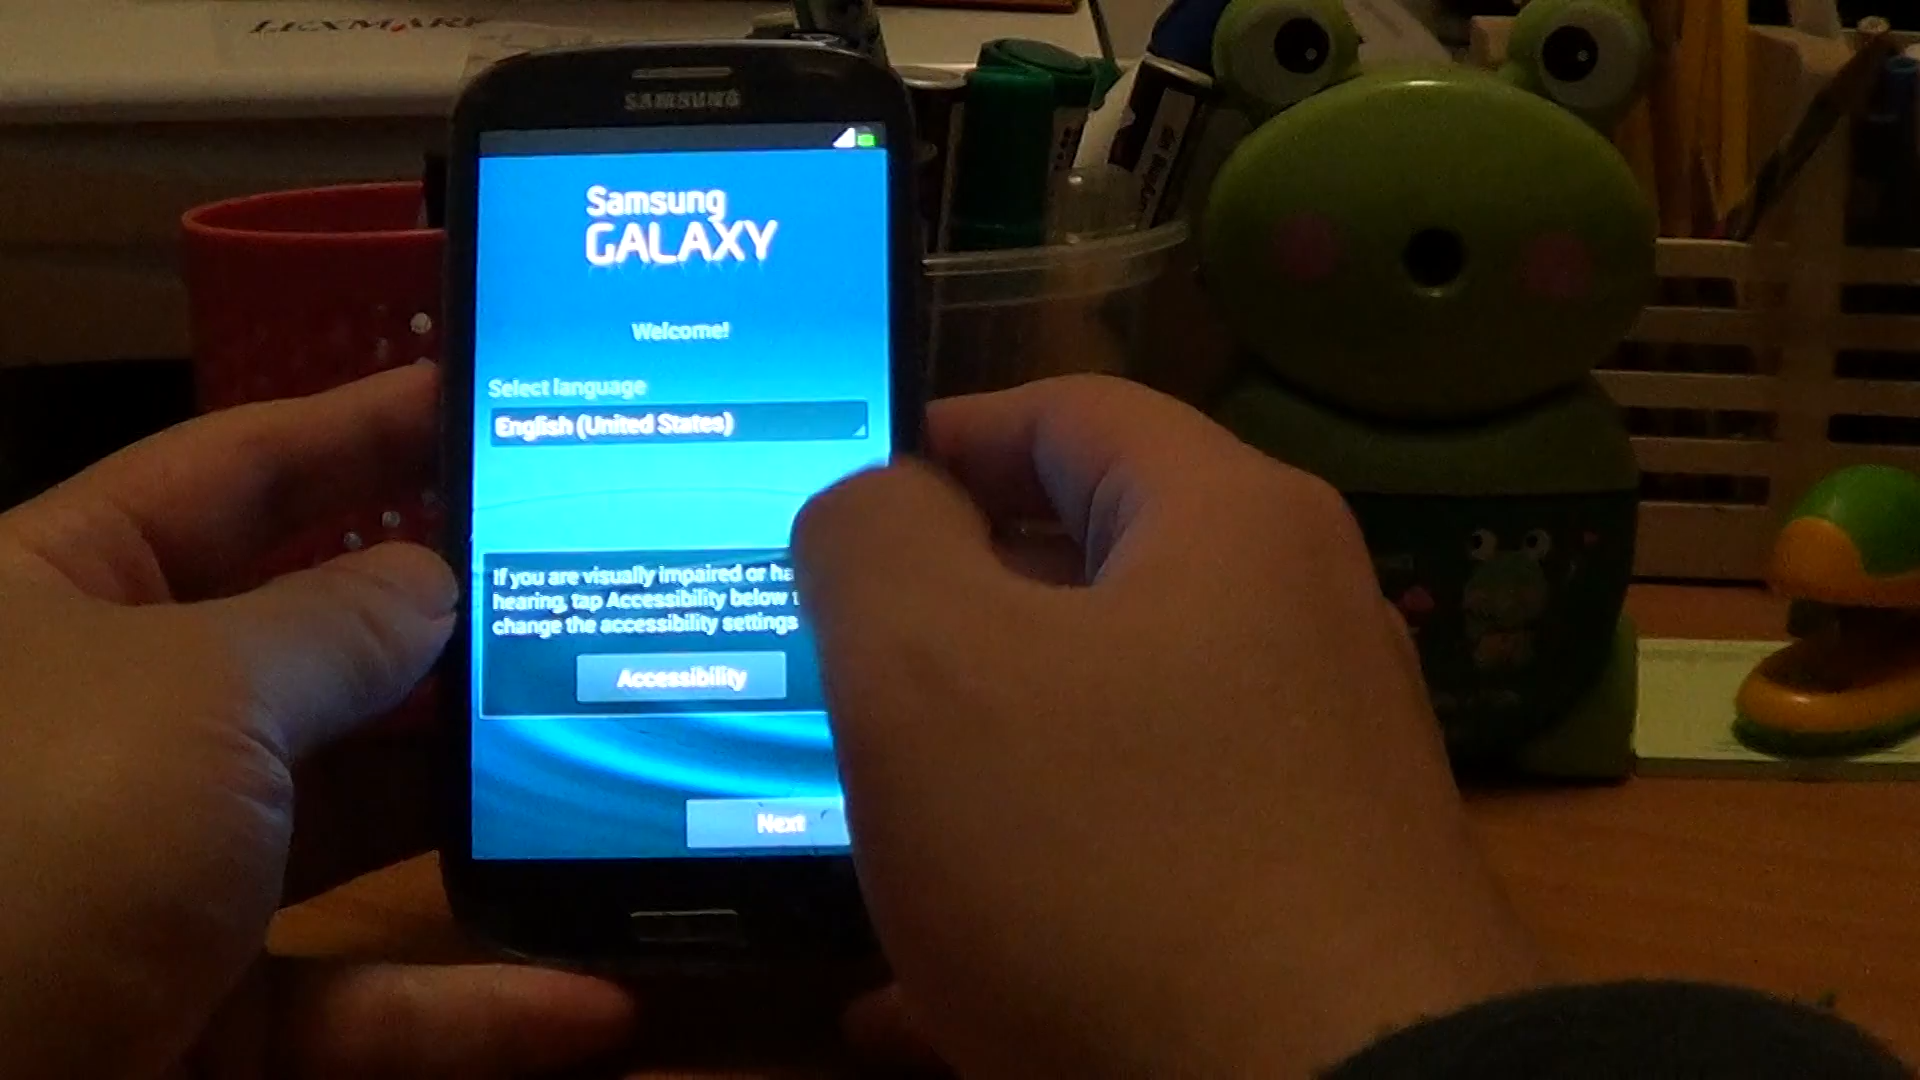 LEXMARK
SAMSUNG
Samsung
GALAXY
Welcome!
Select language
English (United States)
If you are visually impaired or
hearing, tap Accessibility below
change the accessibility settings
Accessibility
Next